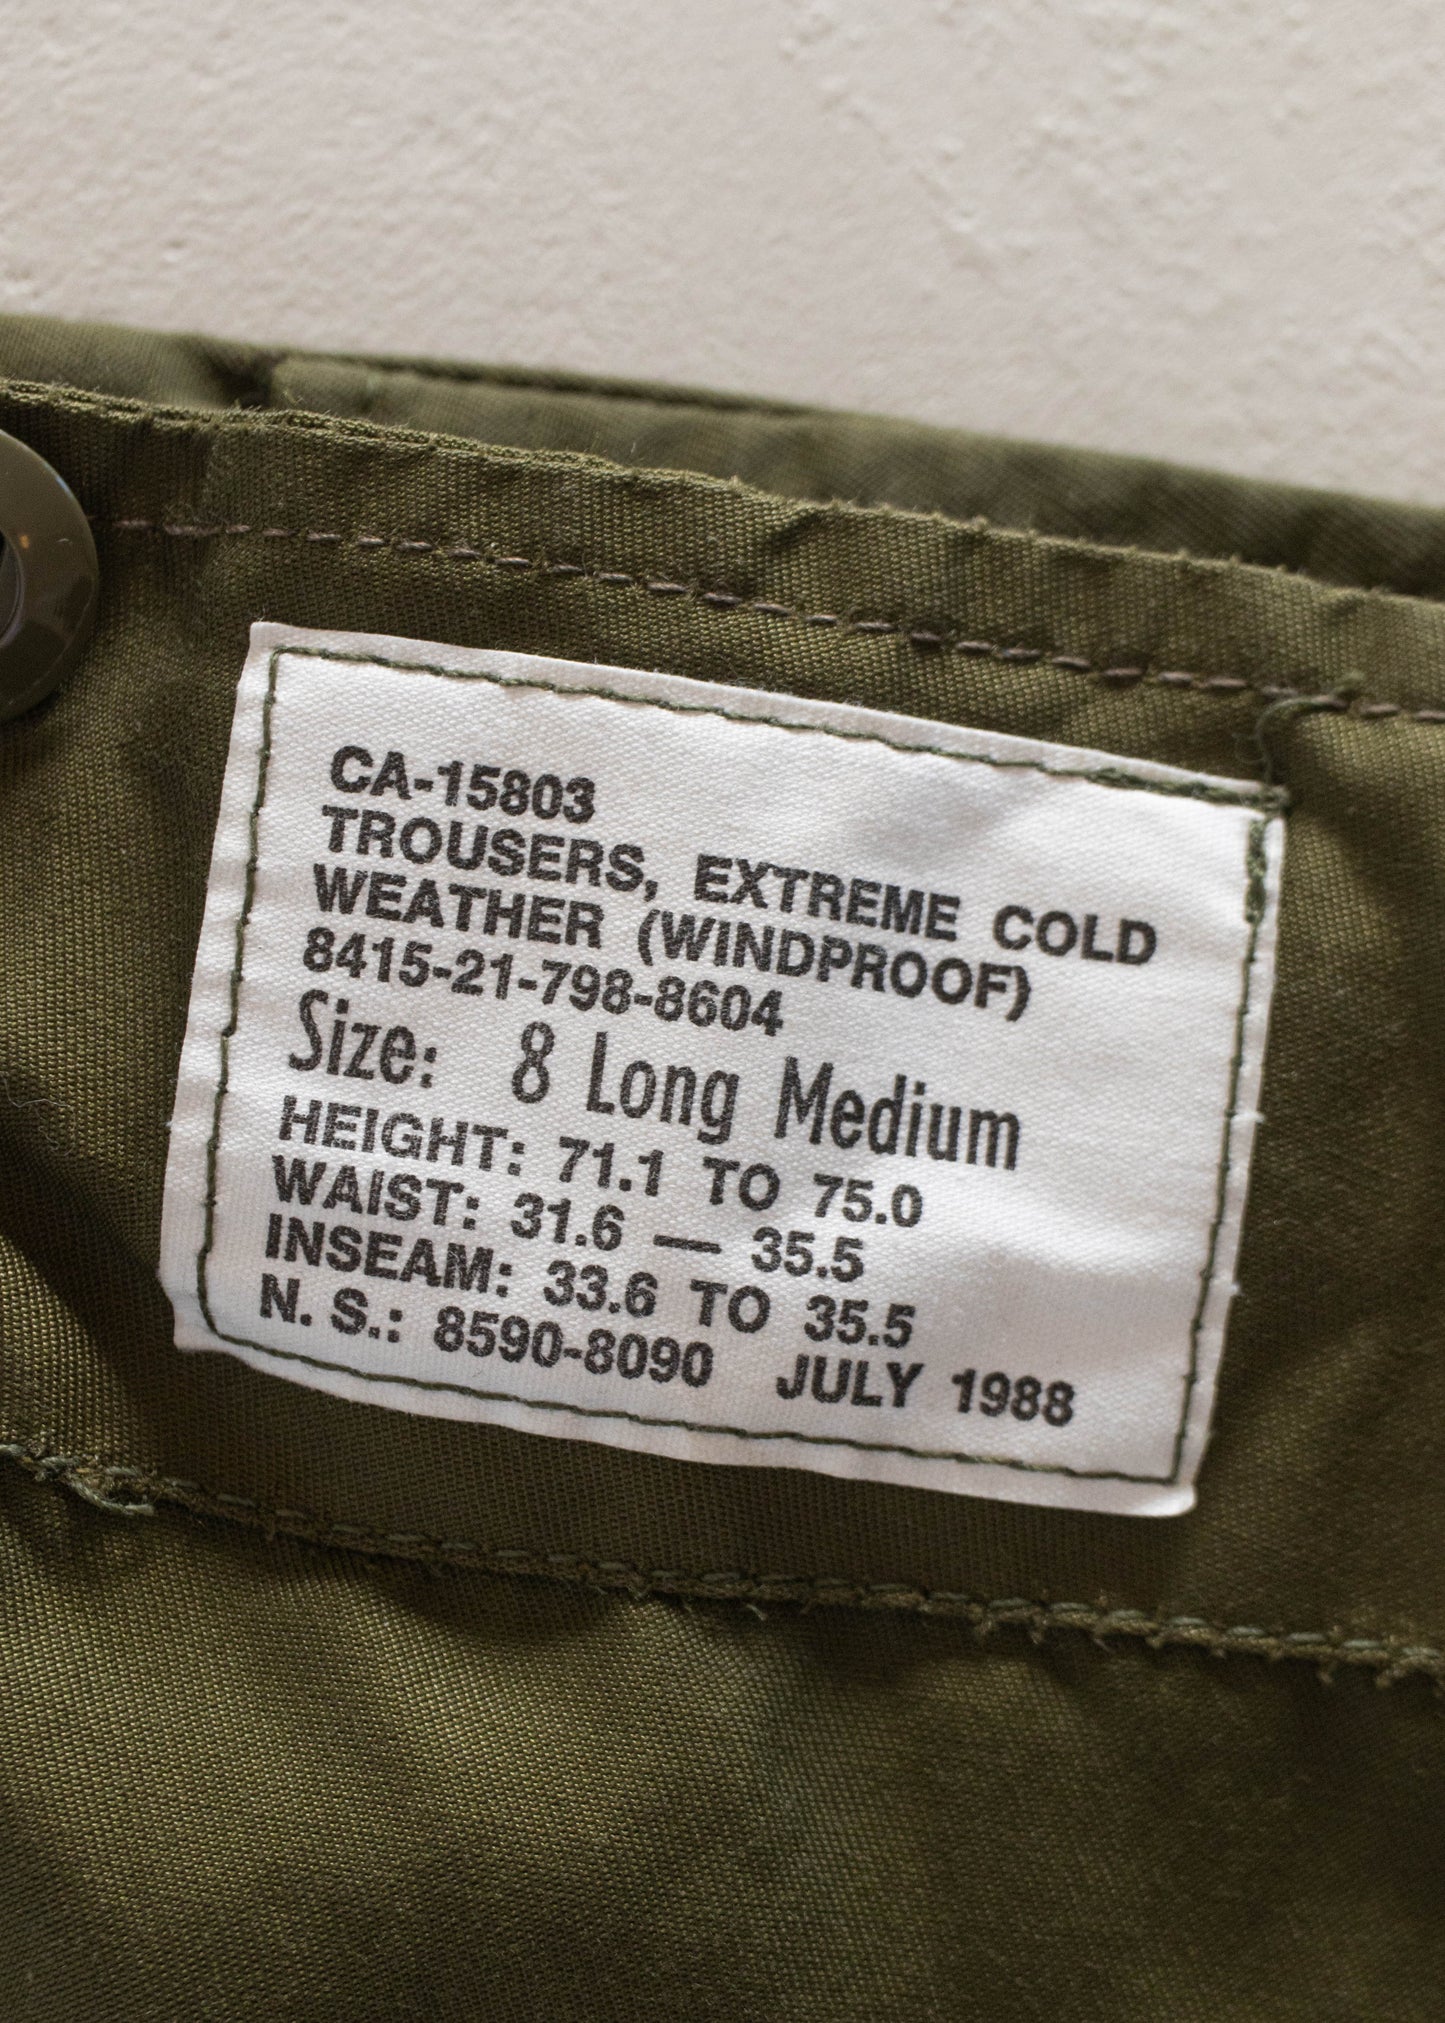 CA-15803
TROUSERS, EXTREME COLD
WEATHER (WINDPROOF)
8415-21-798-8604
Size: 8 Long Medium
HEIGHT: 71.1 TO 75.0
WAIST: 31.6 — 35.5
INSEAM: 33.6 TO 35.5
N. S.: 8590-8090 JULY 1988